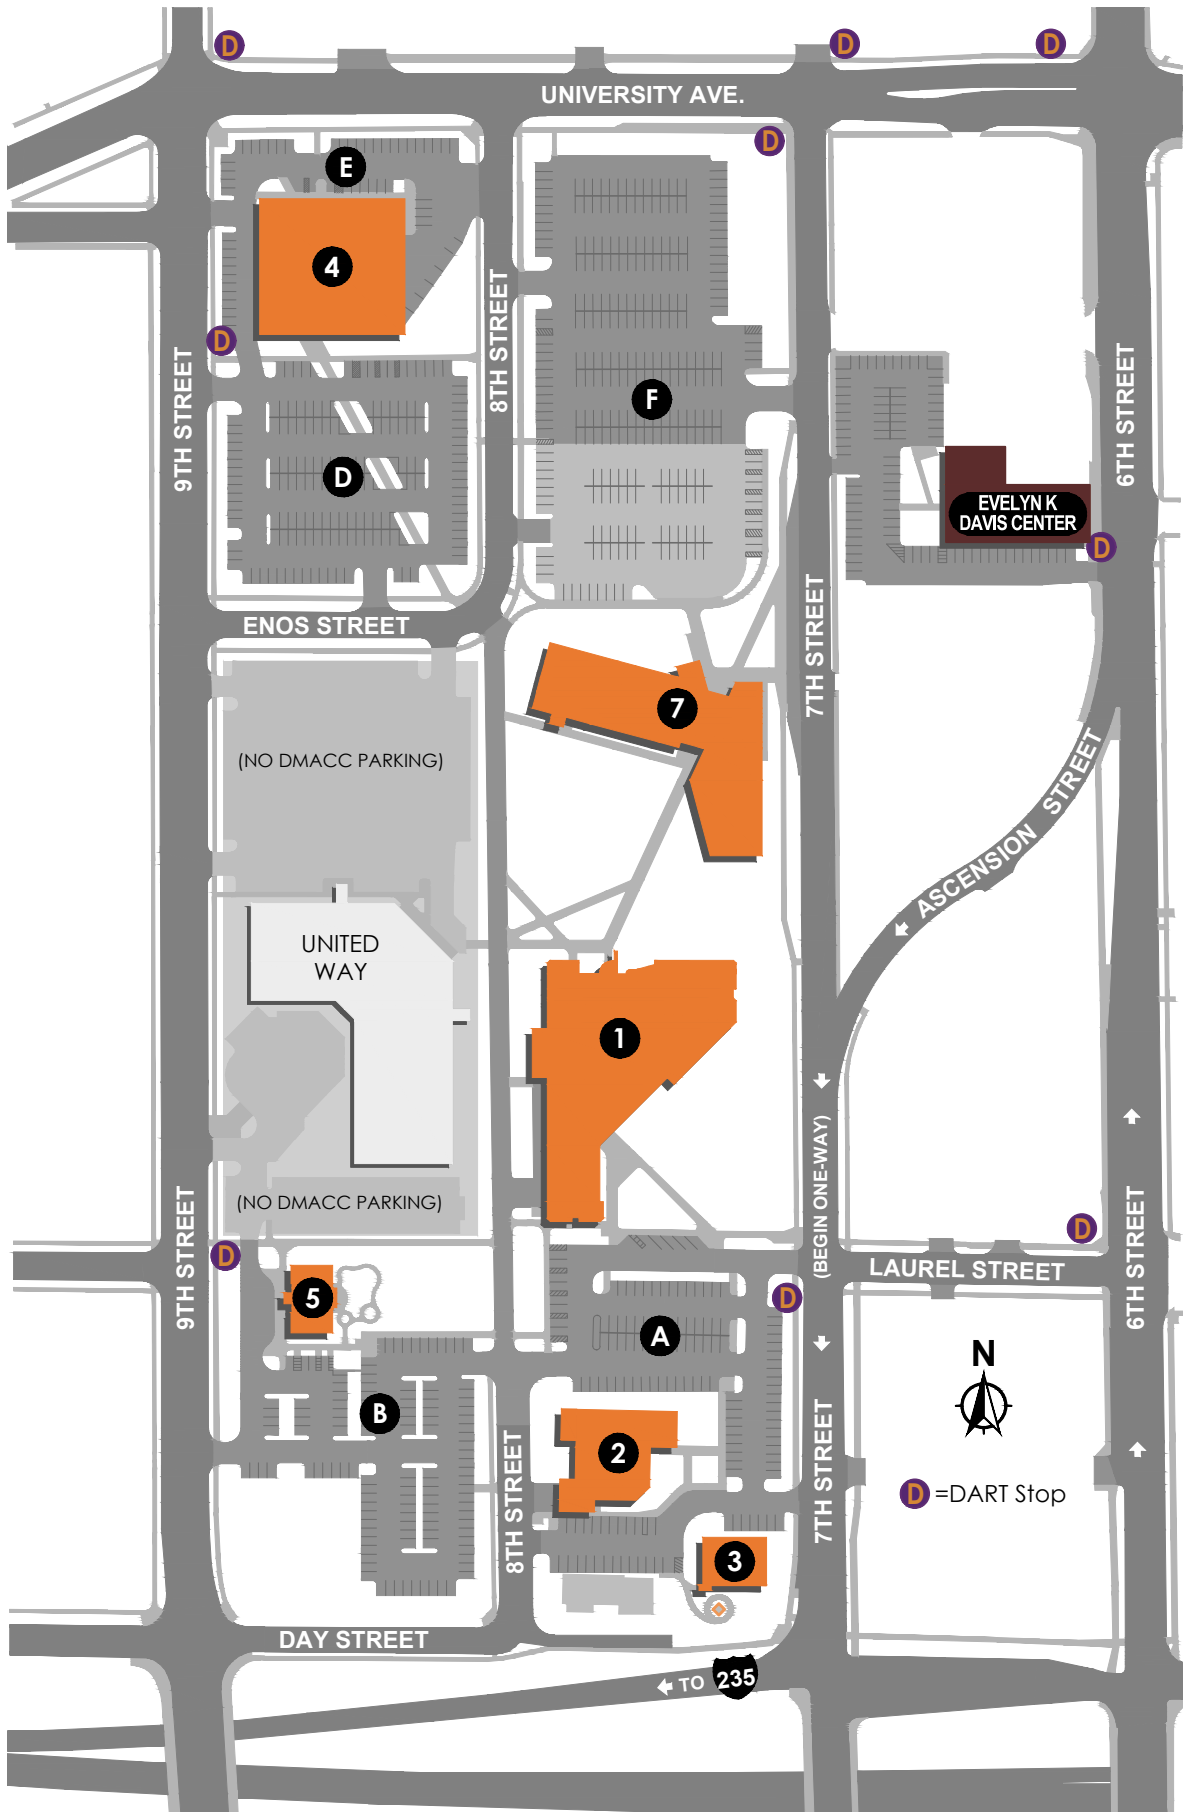 D
D
D
UNIVERSITY AVE.
D
E
4
8TH STREET
D
9TH STREET
6TH STREET
F
D
EVELYN K
DAVIS CENTER
D
7TH STREET
ENOS STREET
7
(NO DMACC PARKING)
ASCENSION STREET
UNITED
WAY
1
(BEGIN ONE-WAY)
(NO DMACC PARKING)
9TH STREET
6TH STREET
D
D
LAUREL STREET
5
D
A
N
B
7TH STREET
2
8TH STREET
D =DART Stop
3
DAY STREET
TO 235